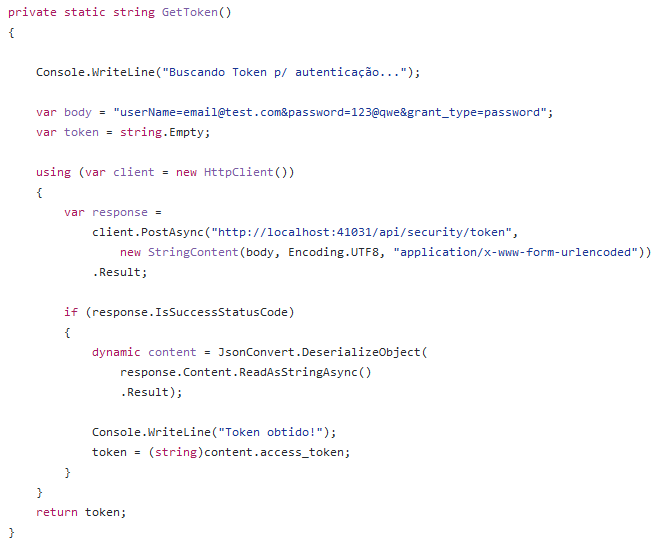 private static string GetToken()
{
Console.WriteLine("Buscando Token p/ autenticação...");
var body = "userName=email@test.com&password=123@qwe&grant_type=password";
var token = string.Empty;
using (var client = new HttpClient())
{
var response =
client.PostAsync("http://localhost:41031/api/security/token",
new StringContent(body, Encoding.UTF8, "application/x-www-form-urlencoded"))
.Result;
if (response.IsSuccessStatusCode)
{
dynamic content = JsonConvert.DeserializeObject(
response.Content.ReadAsStringAsync()
.Result);
Console.WriteLine("Token obtido!");
token = (string)content.access_token;
}
}
return token;
}